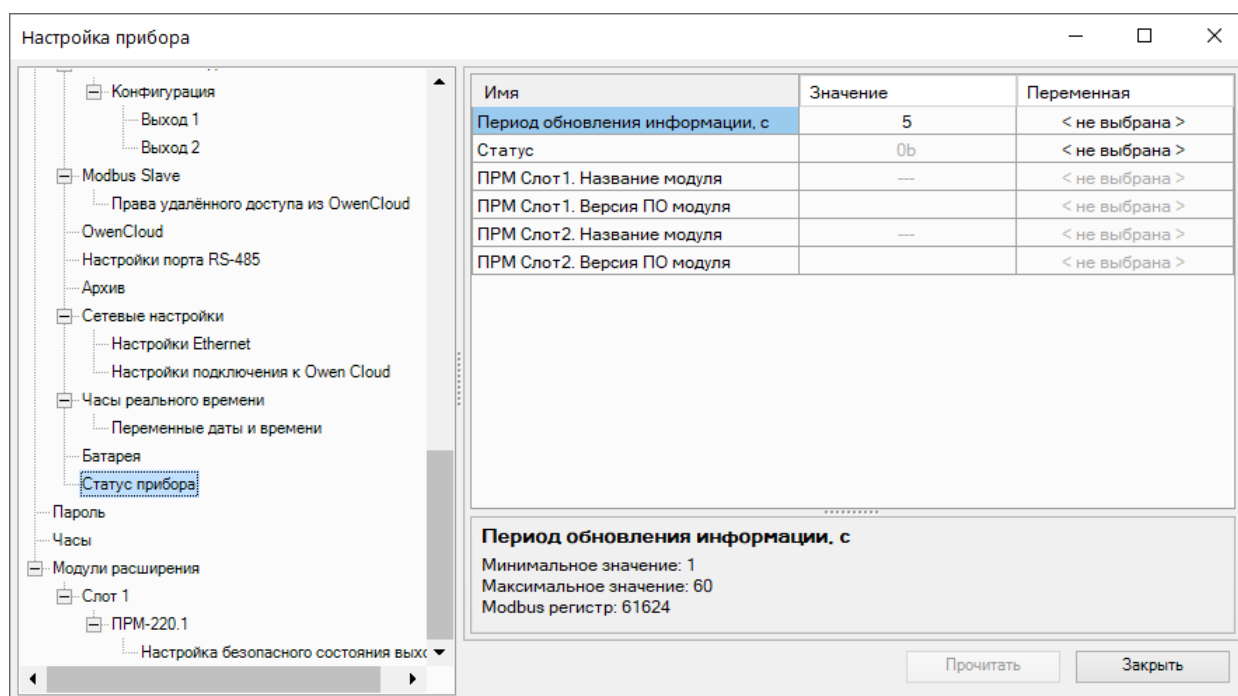 Настройка прибора
Конфигурация
Выход 1
Выход 2
Modbus Slave
Права удалённого доступа из OwenCloud
OwenCloud
Настройки порта RS-485
Архив
Сетевые настройки
Настройки Ethernet
Настройки подключения к Owen Cloud
Часы реального времени
Переменные даты и времени
Батарея
Статус прибора
Пароль
Часы
Модули расширения
Слот 1
ПРМ-220.1
Настройка безопасного состояния выхо
Имя Значение Переменная
Период обновления информации, с 5 < не выбрана >
Статус 0b < не выбрана >
ПРМ Слот1. Название модуля --- < не выбрана >
ПРМ Слот1. Версия ПО модуля < не выбрана >
ПРМ Слот2. Название модуля --- < не выбрана >
ПРМ Слот2. Версия ПО модуля < не выбрана >
Период обновления информации, с
Минимальное значение: 1
Максимальное значение: 60
Modbus регистр: 61624
Прочитать Закрыть